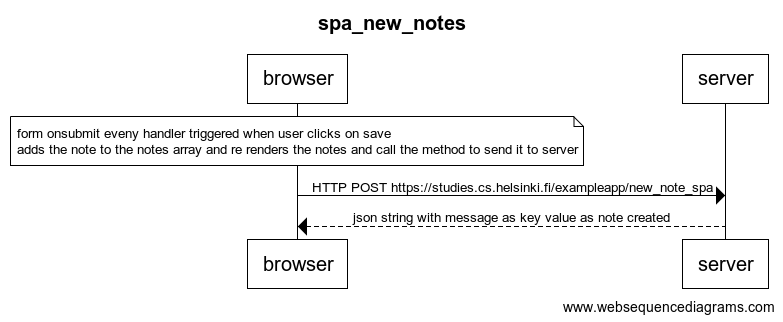 spa_new_notes
browser
server
form onsubmit eveny handler triggered when user clicks on save
adds the note to the notes array and re renders the notes and call the method to send it to server
HTTP POST https://studies.cs.helsinki.fi/exampleapp/new_note_spa
json string with message as key value as note created
browser
server
www.websequencediagrams.com